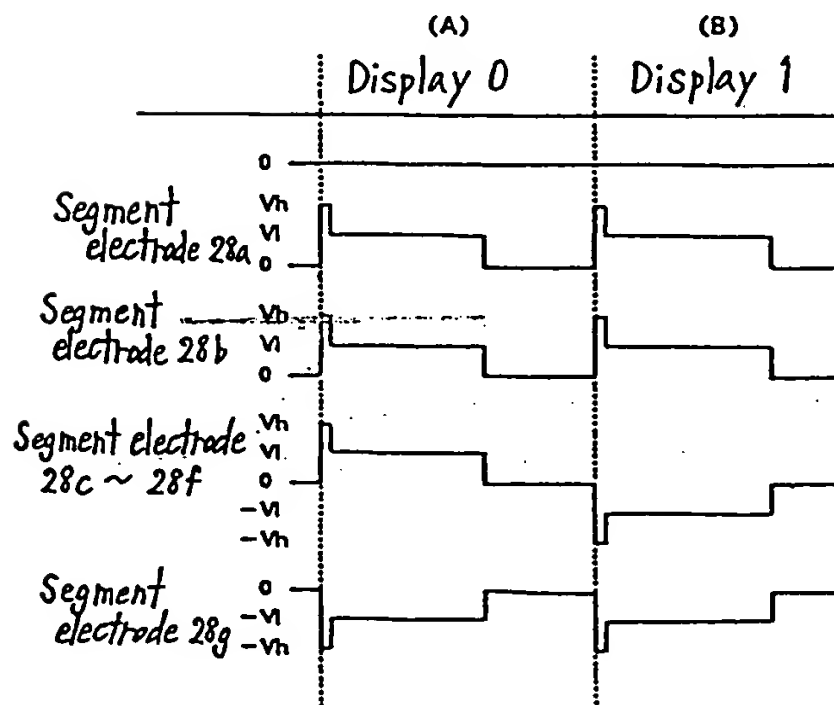 (A) (B)
Display 0 Display 1
0
Vh
Segment
Vl
electrode 28a
0
Segment
Vh
electrode 28b
Vl
0
Vh
Segment electrode
Vl
28c ~ 28f
0
-Vl
-Vh
0
Segment
-Vl
electrode 28g
-Vh